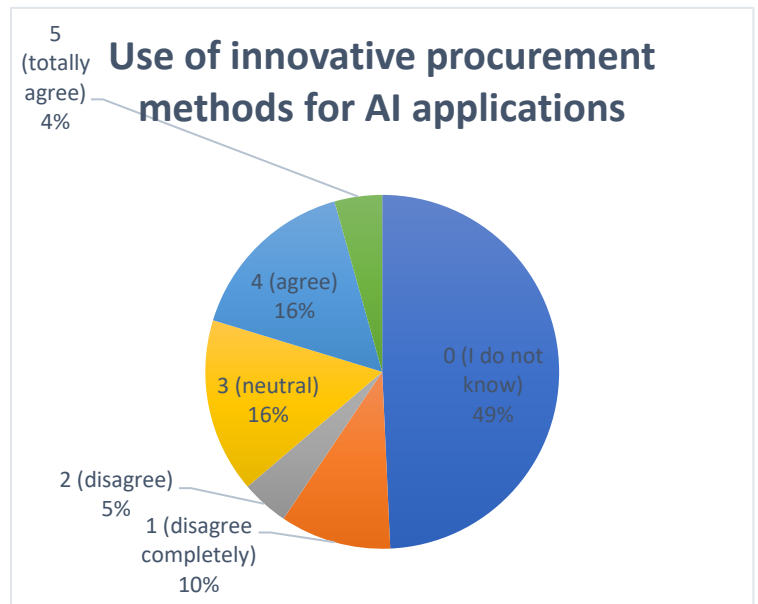 Use of innovative procurement
methods for AI applications
5
(totally
agree)
4%
4 (agree)
16%
0 (I do not
know)
49%
3 (neutral)
16%
2 (disagree)
5%
1 (disagree
completely)
10%